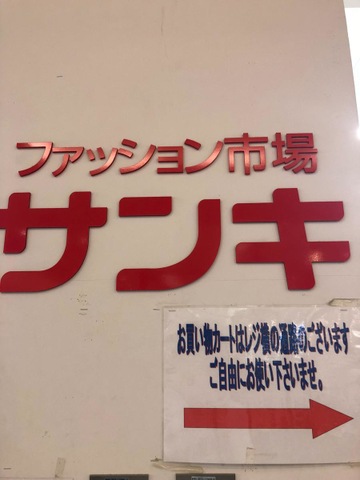 ファッション市場
サンキ
お買い物カートはレジ横の通路のございます
ご自由にお使い下さいませ。